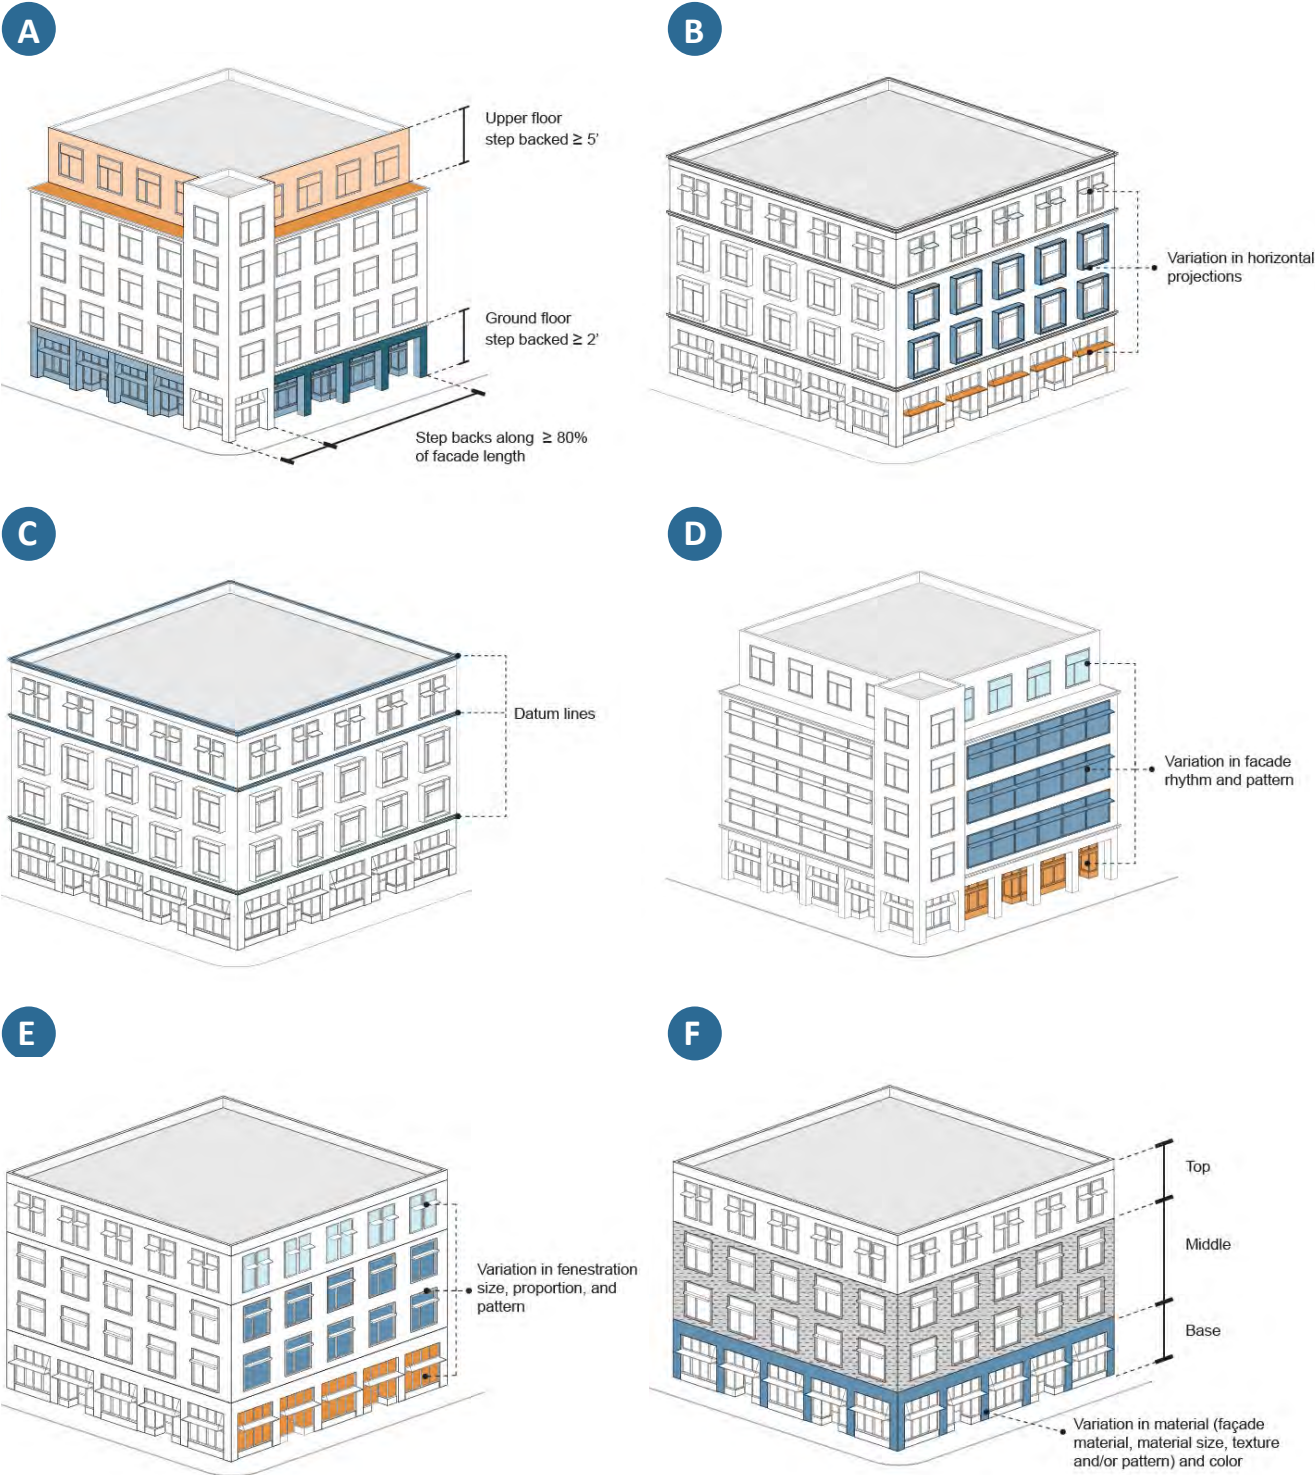 A
Upper floor
step backed ≥ 5'
Ground floor
step backed ≥ 2'
Step backs along ≥ 80%
of facade length
B
Variation in horizontal
projections
C
Datum lines
D
Variation in facade
rhythm and pattern
E
Variation in fenestration
size, proportion, and
pattern
F
Top
Middle
Base
Variation in material (façade
material, material size, texture
and/or pattern) and color